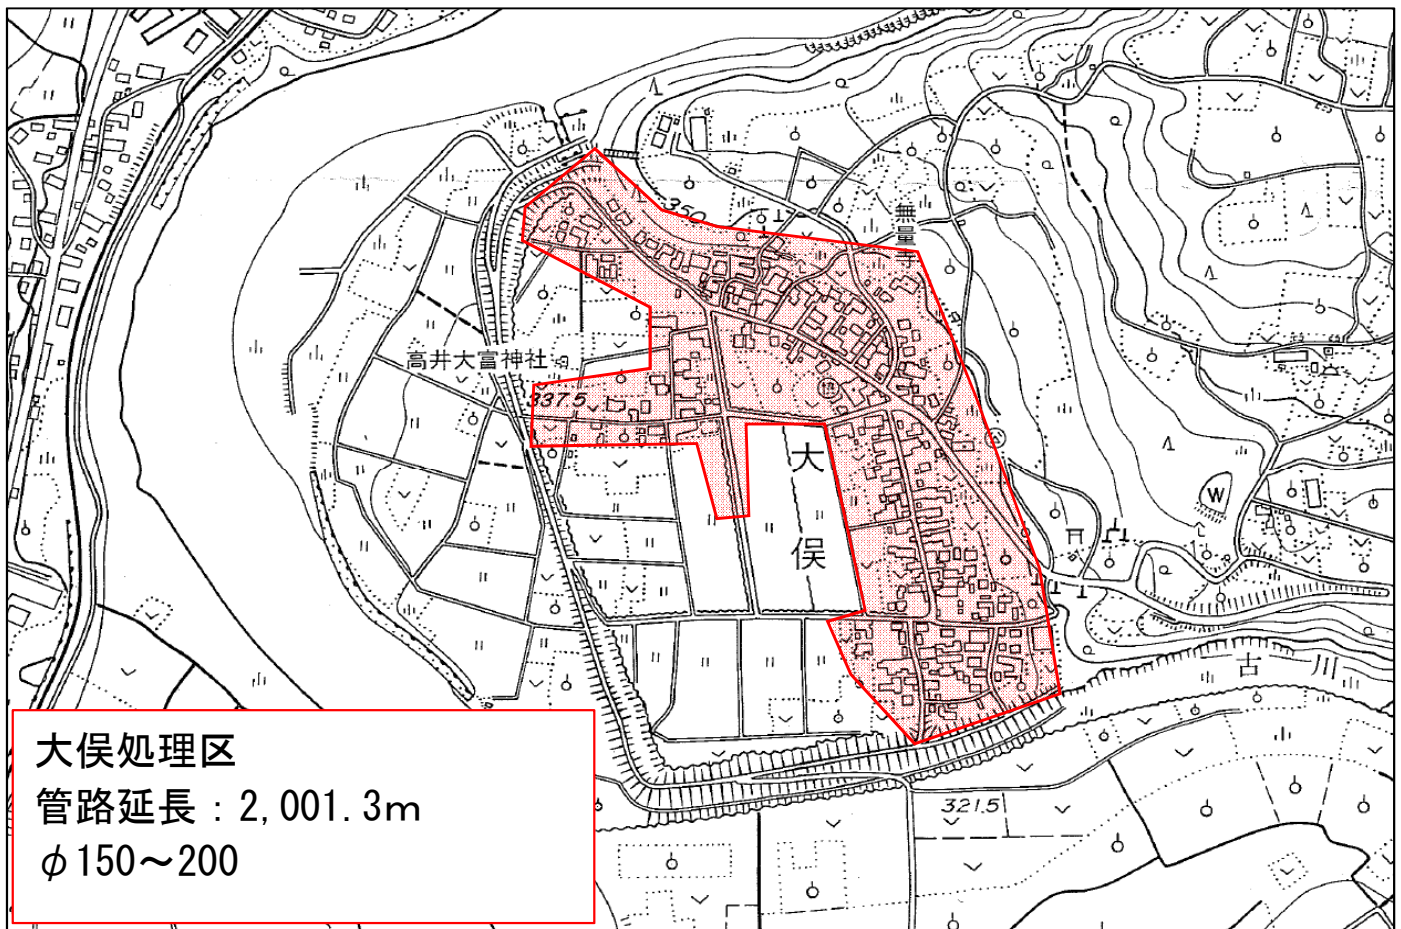 350
無量寺
高井大富神社
337.5
大俣
W
古川
321.5
大俣処理区
管路延長：2,001.3m
φ150～200